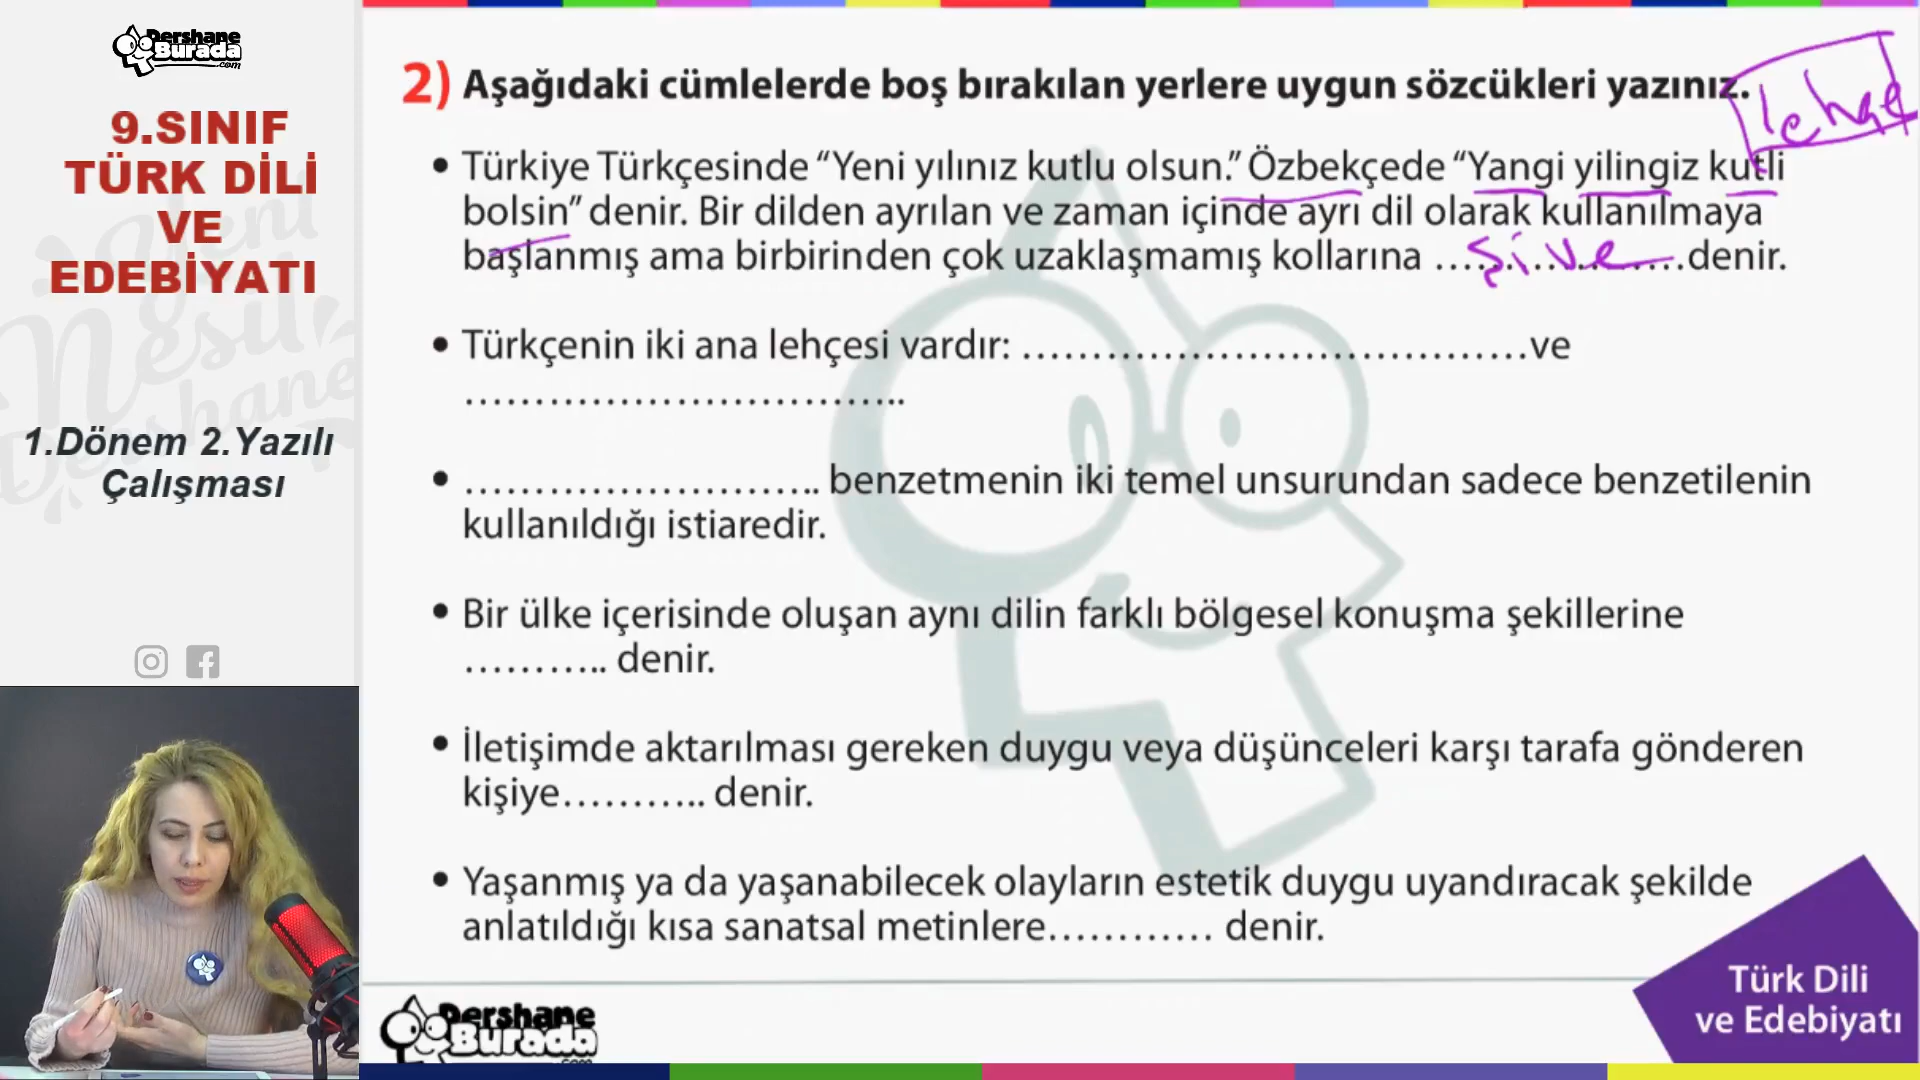 Dershane
Burada
.com
9.SINIF
TÜRK DİLİ
VE
EDEBİYATI
Yeni
Nesil
Dershane
1.Dönem 2.Yazılı
Çalışması
2) Aşağıdaki cümlelerde boş bırakılan yerlere uygun sözcükleri yazınız.
lehçe
• Türkiye Türkçesinde “Yeni yılınız kutlu olsun.” Özbekçede “Yangi yilingiz kutli
bolsin” denir. Bir dilden ayrılan ve zaman içinde ayrı dil olarak kullanılmaya
başlanmış ama birbirinden çok uzaklaşmamış kollarına ……şive……denir.
• Türkçenin iki ana lehçesi vardır: ………………………………ve
…………………………..
• …………………….. benzetmenin iki temel unsurundan sadece benzetilenin
kullanıldığı istiaredir.
• Bir ülke içerisinde oluşan aynı dilin farklı bölgesel konuşma şekillerine
……….. denir.
• İletişimde aktarılması gereken duygu veya düşünceleri karşı tarafa gönderen
kişiye……….. denir.
• Yaşanmış ya da yaşanabilecek olayların estetik duygu uyandıracak şekilde
anlatıldığı kısa sanatsal metinlere………… denir.
Dershane
Burada
.com
Türk Dili
ve Edebiyatı